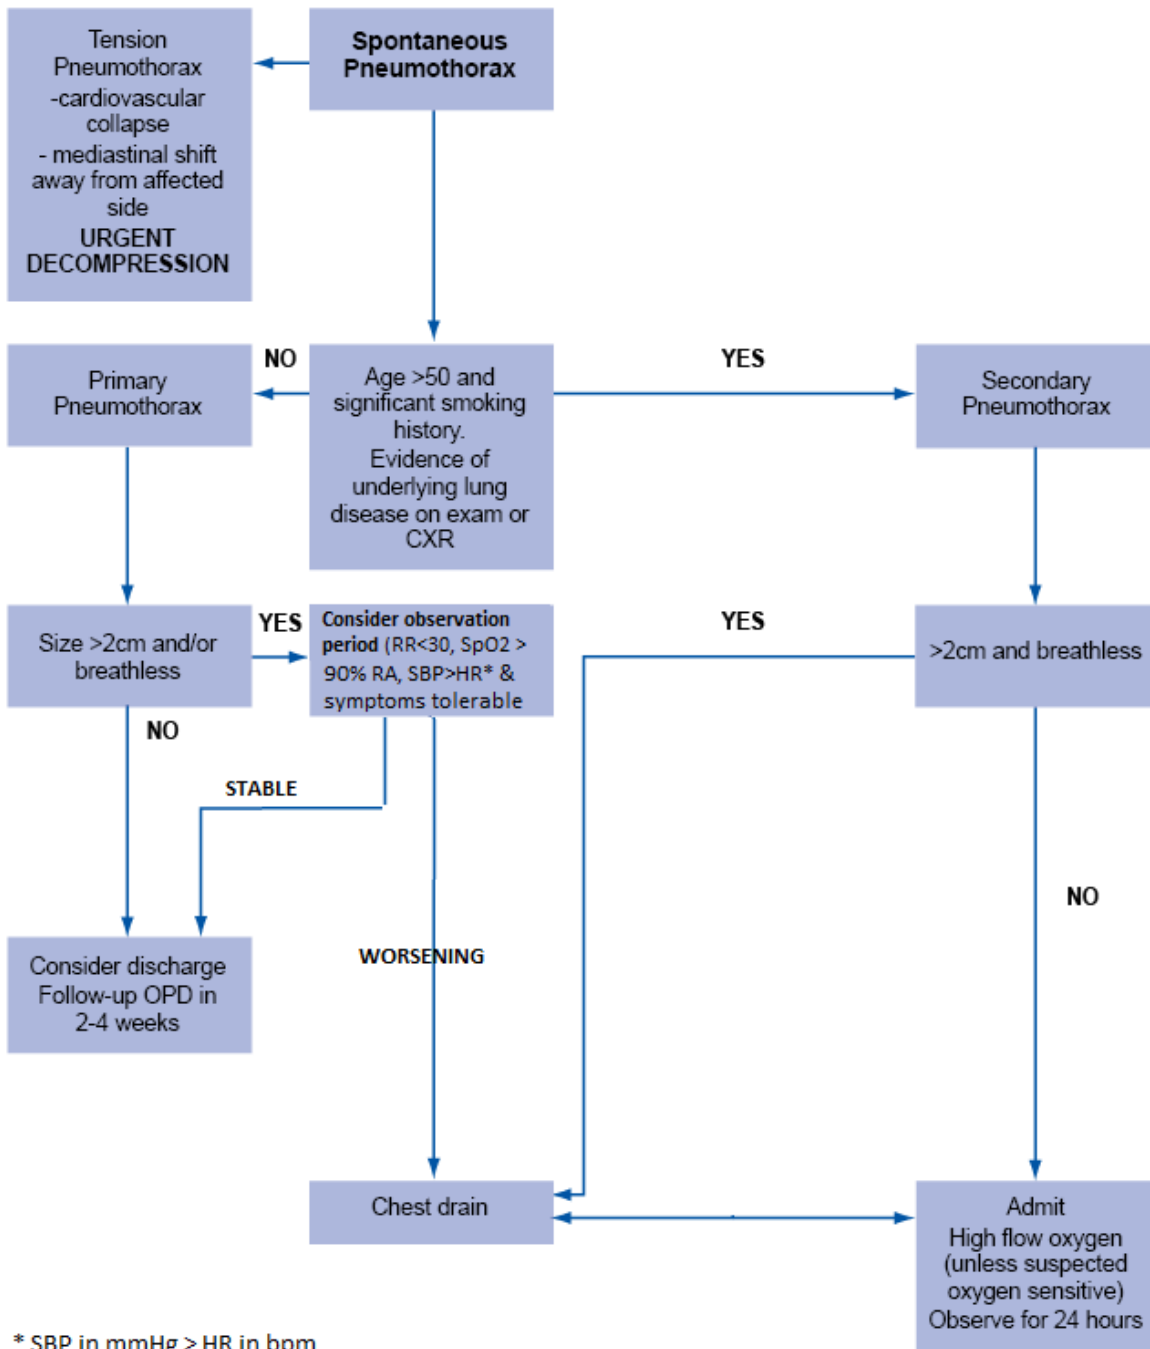 Tension
Pneumothorax
-cardiovascular
collapse
- mediastinal shift
away from affected
side
URGENT
DECOMPRESSION
Spontaneous
Pneumothorax
NO
YES
Primary
Pneumothorax
Age >50 and
significant smoking
history.
Evidence of
underlying lung
disease on exam or
CXR
Secondary
Pneumothorax
Size >2cm and/or
breathless
YES
Consider observation
period (RR<30, SpO2 >
90% RA, SBP>HR* &
symptoms tolerable
YES
>2cm and breathless
NO
STABLE
NO
WORSENING
Consider discharge
Follow-up OPD in
2-4 weeks
Chest drain
Admit
High flow oxygen
(unless suspected
oxygen sensitive)
Observe for 24 hours
* SBP in mmHg > HR in bpm